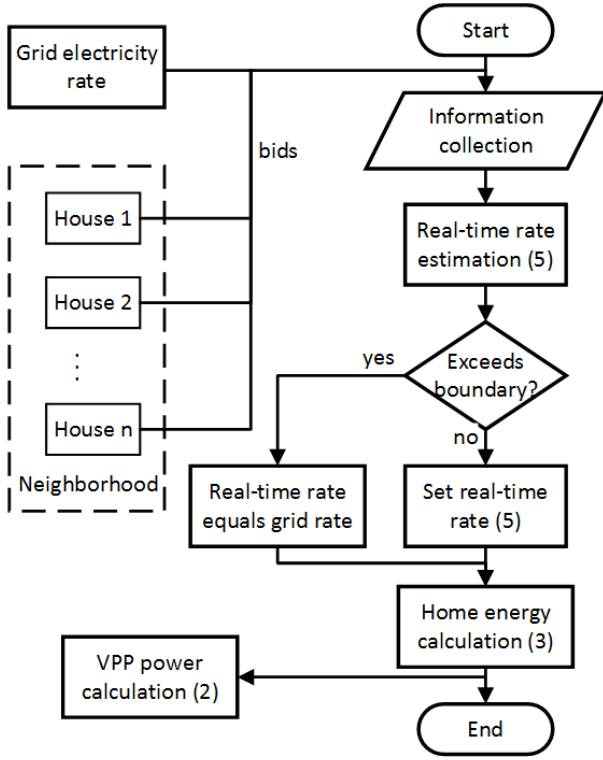 Start
Grid electricity
rate
Information
collection
bids
House 1
House 2
⋮
House n
Neighborhood
Real-time rate
estimation (5)
Exceeds
boundary?
yes
no
Real-time rate
equals grid rate
Set real-time
rate (5)
Home energy
calculation (3)
VPP power
calculation (2)
End